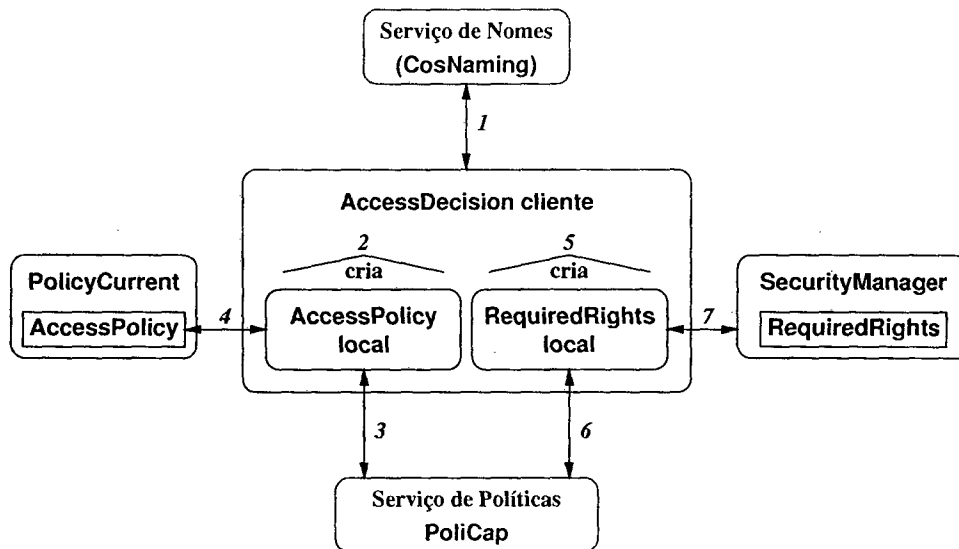 Serviço de Nomes
(CosNaming)
1
AccessDecision cliente
2
cria
5
cria
PolicyCurrent
AccessPolicy
4
AccessPolicy
local
RequiredRights
local
7
SecurityManager
RequiredRights
3
6
Serviço de Políticas
PoliCap